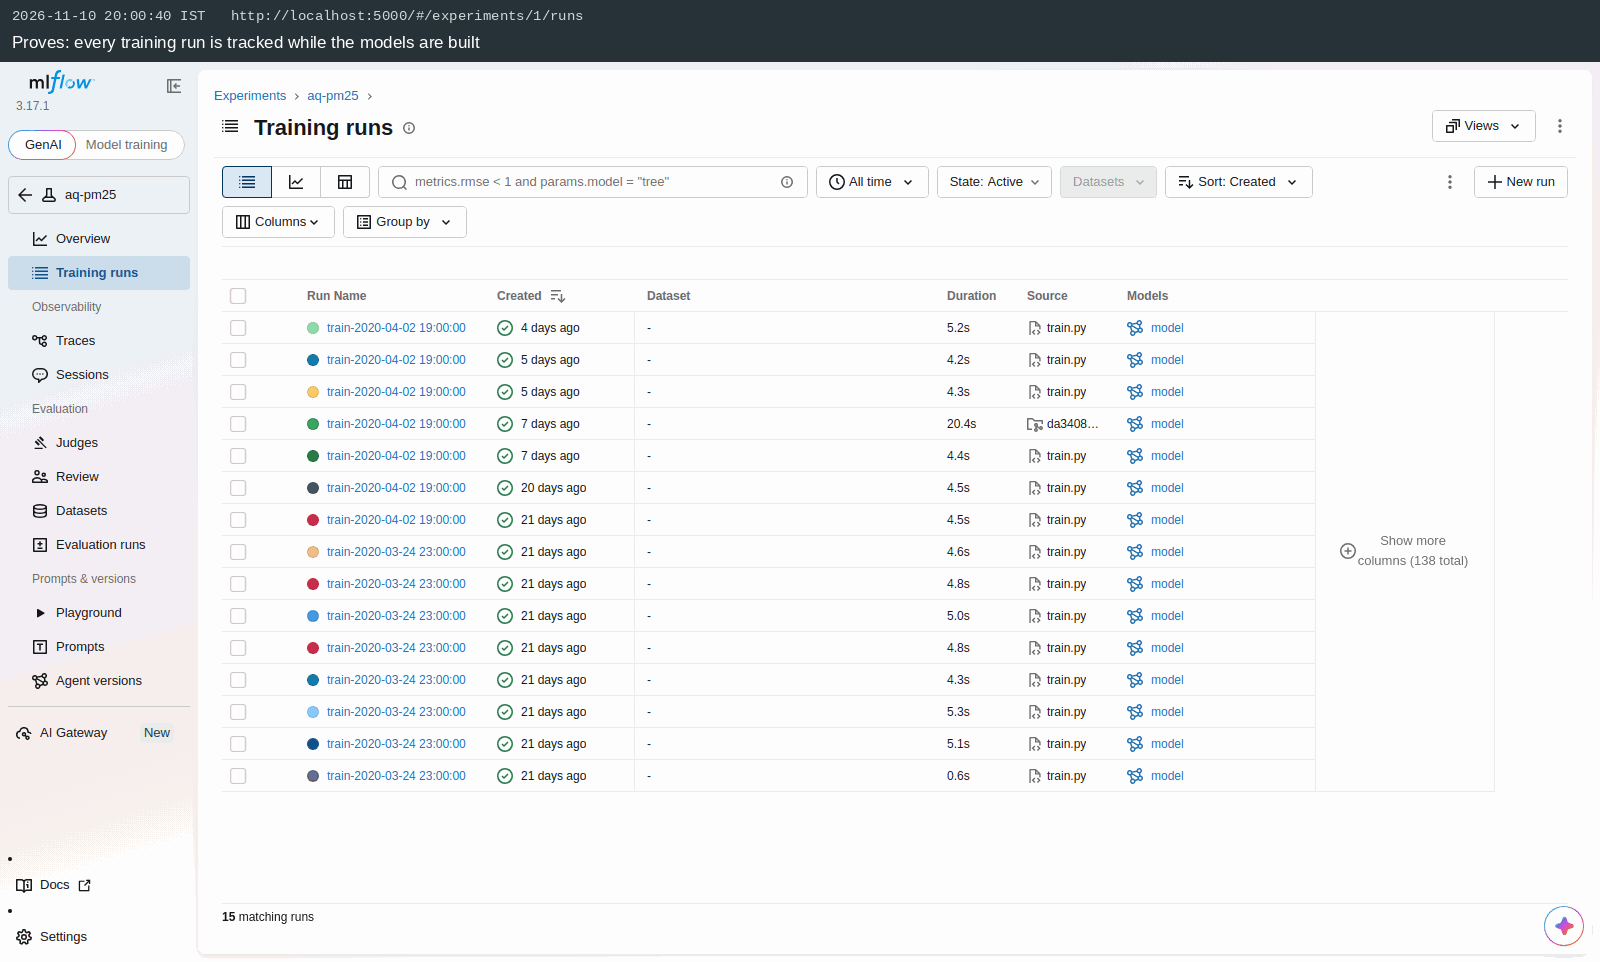 2026-11-10 20:00:40 IST http://localhost:5000/#/experiments/1/runs
Proves: every training run is tracked while the models are built
mlflow
3.17.1
GenAI Model training
aq-pm25
Overview
Training runs
Observability
Traces
Sessions
Evaluation
Judges
Review
Datasets
Evaluation runs
Prompts & versions
Playground
Prompts
Agent versions
AI Gateway New
Docs
Settings
Experiments › aq-pm25 ›
Training runs
Views
metrics.rmse < 1 and params.model = "tree"
All time
State: Active
Datasets
Sort: Created
New run
Columns
Group by
Run Name Created Dataset Duration Source Models
train-2020-04-02 19:00:00 4 days ago - 5.2s train.py model
train-2020-04-02 19:00:00 5 days ago - 4.2s train.py model
train-2020-04-02 19:00:00 5 days ago - 4.3s train.py model
train-2020-04-02 19:00:00 7 days ago - 20.4s da3408... model
train-2020-04-02 19:00:00 7 days ago - 4.4s train.py model
train-2020-04-02 19:00:00 20 days ago - 4.5s train.py model
train-2020-04-02 19:00:00 21 days ago - 4.5s train.py model
train-2020-03-24 23:00:00 21 days ago - 4.6s train.py model
train-2020-03-24 23:00:00 21 days ago - 4.8s train.py model
train-2020-03-24 23:00:00 21 days ago - 5.0s train.py model
train-2020-03-24 23:00:00 21 days ago - 4.8s train.py model
train-2020-03-24 23:00:00 21 days ago - 4.3s train.py model
train-2020-03-24 23:00:00 21 days ago - 5.3s train.py model
train-2020-03-24 23:00:00 21 days ago - 5.1s train.py model
train-2020-03-24 23:00:00 21 days ago - 0.6s train.py model
Show more
columns (138 total)
15 matching runs